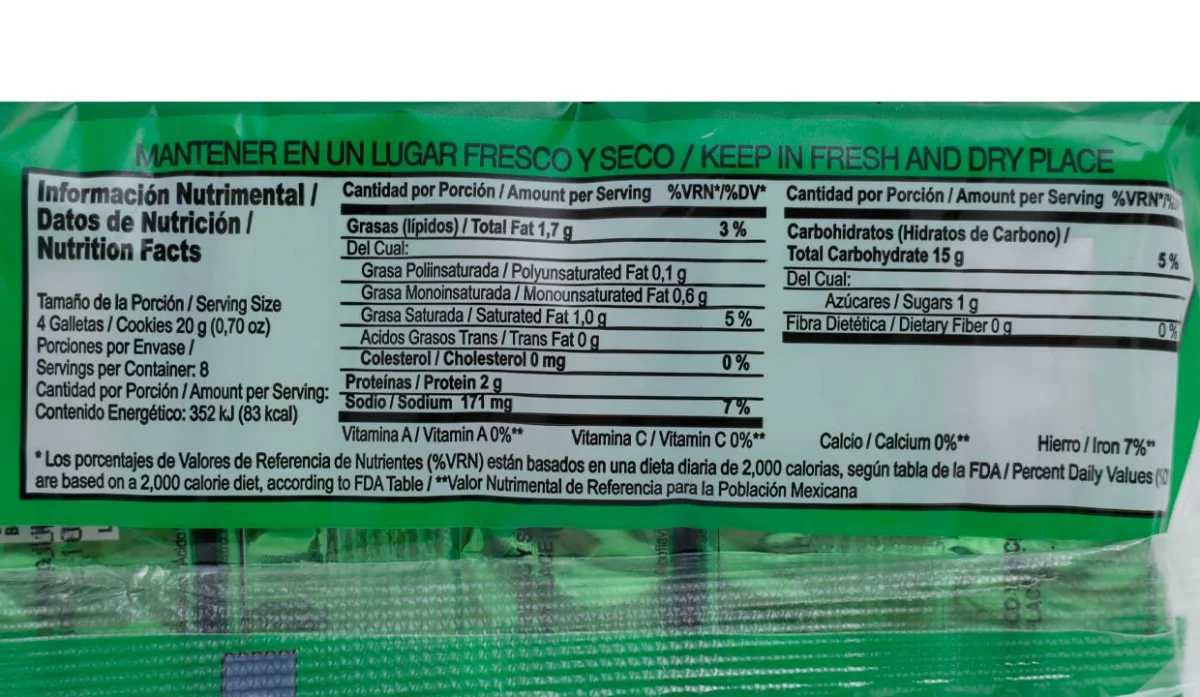 MANTENER EN UN LUGAR FRESCO Y SECO / KEEP IN FRESH AND DRY PLACE
Información Nutrimental /
Datos de Nutrición /
Nutrition Facts
Tamaño de la Porción / Serving Size
4 Galletas / Cookies 20 g (0,70 oz)
Porciones por Envase /
Servings per Container: 8
Cantidad por Porción / Amount per Serving:
Contenido Energético: 352 kJ (83 kcal)
Cantidad por Porción / Amount per Serving %VRN*/%DV*
Grasas (lípidos) / Total Fat 1,7 g 3 %
Del Cual:
Grasa Poliinsaturada / Polyunsaturated Fat 0,1 g
Grasa Monoinsaturada / Monounsaturated Fat 0,6 g
Grasa Saturada / Saturated Fat 1,0 g 5 %
Acidos Grasos Trans / Trans Fat 0 g
Colesterol / Cholesterol 0 mg 0 %
Proteínas / Protein 2 g
Sodio / Sodium 171 mg 7 %
Cantidad por Porción / Amount per Serving %VRN*/
Carbohidratos (Hidratos de Carbono) /
Total Carbohydrate 15 g 5 %
Del Cual:
Azúcares / Sugars 1 g
Fibra Dietética / Dietary Fiber 0 g 0 %
Vitamina A / Vitamin A 0%** Vitamina C / Vitamin C 0%** Calcio / Calcium 0%** Hierro / Iron 7%**
* Los porcentajes de Valores de Referencia de Nutrientes (%VRN) están basados en una dieta diaria de 2,000 calorias, según tabla de la FDA / Percent Daily Values
are based on a 2,000 calorie diet, according to FDA Table / **Valor Nutrimental de Referencia para la Población Mexicana